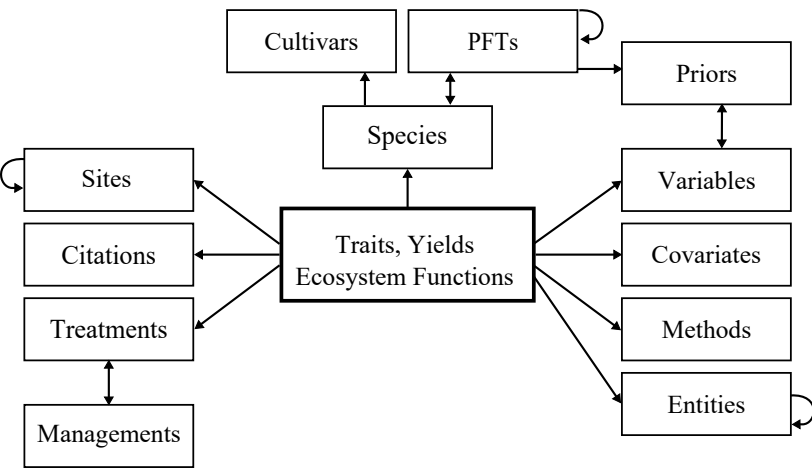 Cultivars
PFTs
Priors
Species
Sites
Variables
Traits, Yields
Ecosystem Functions
Citations
Covariates
Treatments
Methods
Entities
Managements